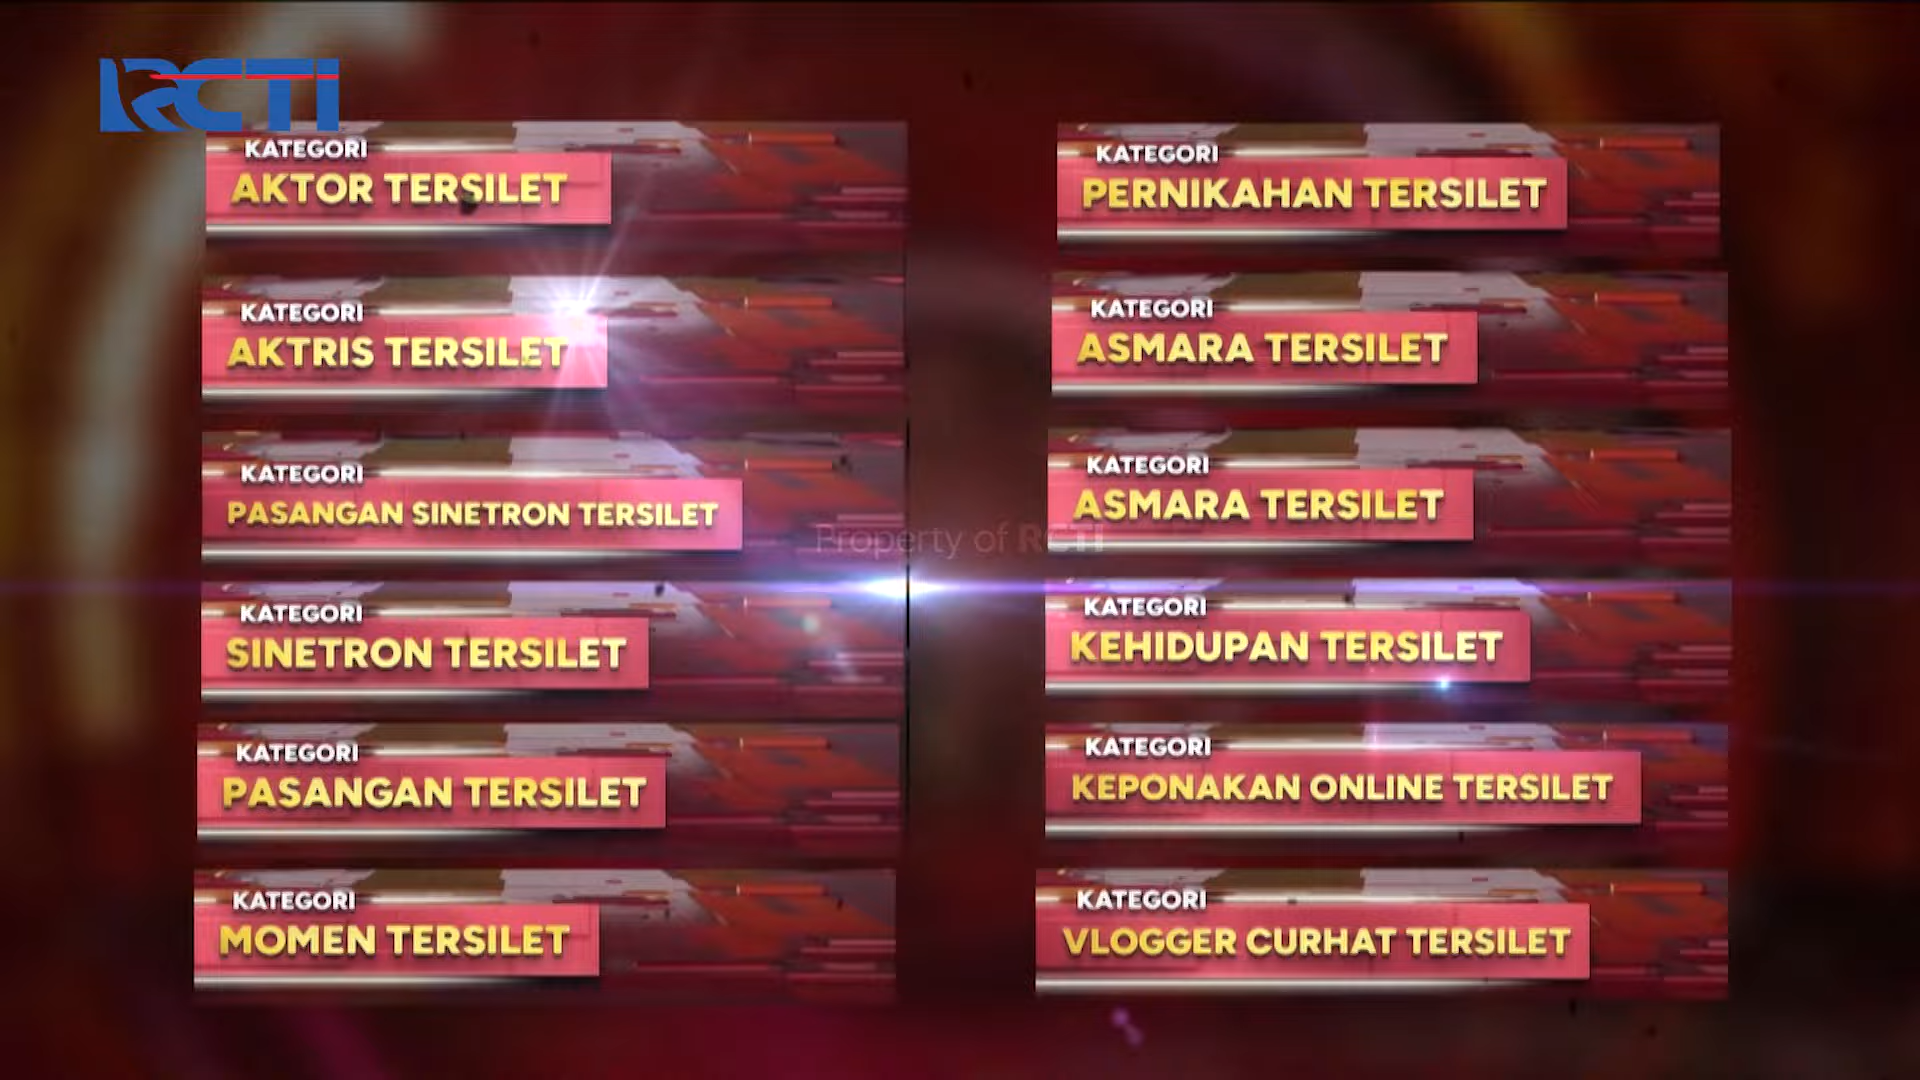 RCTI
KATEGORI
AKTOR TERSILET
KATEGORI
AKTRIS TERSILET
KATEGORI
PASANGAN SINETRON TERSILET
KATEGORI
SINETRON TERSILET
KATEGORI
PASANGAN TERSILET
KATEGORI
MOMEN TERSILET
KATEGORI
PERNIKAHAN TERSILET
KATEGORI
ASMARA TERSILET
KATEGORI
ASMARA TERSILET
KATEGORI
KEHIDUPAN TERSILET
KATEGORI
KEPONAKAN ONLINE TERSILET
KATEGORI
VLOGGER CURHAT TERSILET
Property of RCTI